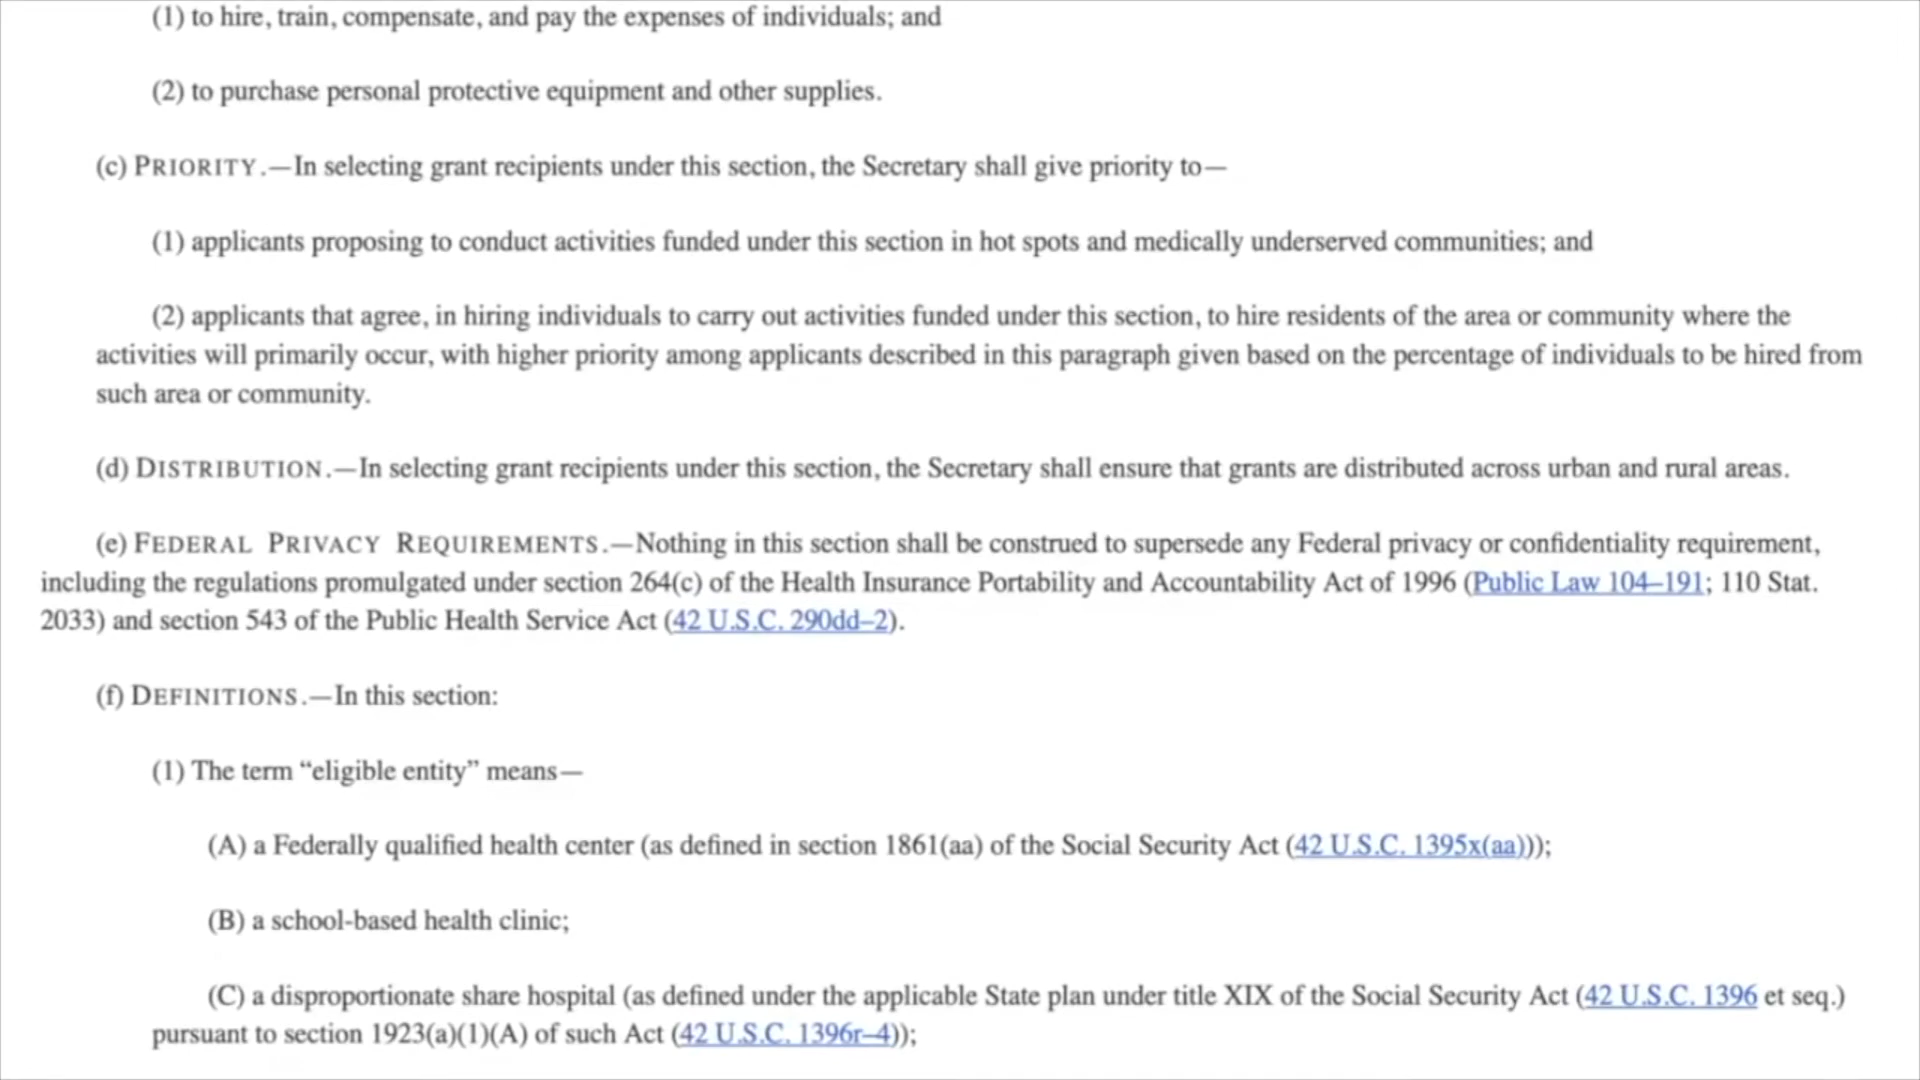 (1) to hire, train, compensate, and pay the expenses of individuals; and
(2) to purchase personal protective equipment and other supplies.
(c) PRIORITY.—In selecting grant recipients under this section, the Secretary shall give priority to—
(1) applicants proposing to conduct activities funded under this section in hot spots and medically underserved communities; and
(2) applicants that agree, in hiring individuals to carry out activities funded under this section, to hire residents of the area or community where the
activities will primarily occur, with higher priority among applicants described in this paragraph given based on the percentage of individuals to be hired from
such area or community.
(d) DISTRIBUTION.—In selecting grant recipients under this section, the Secretary shall ensure that grants are distributed across urban and rural areas.
(e) FEDERAL PRIVACY REQUIREMENTS.—Nothing in this section shall be construed to supersede any Federal privacy or confidentiality requirement,
including the regulations promulgated under section 264(c) of the Health Insurance Portability and Accountability Act of 1996 (Public Law 104–191; 110 Stat.
2033) and section 543 of the Public Health Service Act (42 U.S.C. 290dd–2).
(f) DEFINITIONS.—In this section:
(1) The term “eligible entity” means—
(A) a Federally qualified health center (as defined in section 1861(aa) of the Social Security Act (42 U.S.C. 1395x(aa)));
(B) a school-based health clinic;
(C) a disproportionate share hospital (as defined under the applicable State plan under title XIX of the Social Security Act (42 U.S.C. 1396 et seq.)
pursuant to section 1923(a)(1)(A) of such Act (42 U.S.C. 1396r–4));